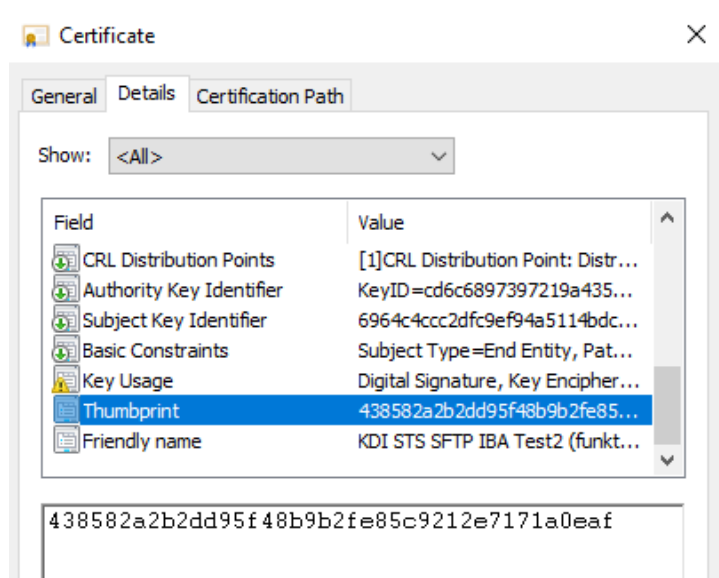 Certificate
General Details Certification Path
Show: <All>
Field Value
CRL Distribution Points [1]CRL Distribution Point: Distr...
Authority Key Identifier KeyID=cd6c6897397219a435...
Subject Key Identifier 6964c4ccc2dfc9ef94a5114bdc...
Basic Constraints Subject Type=End Entity, Pat...
Key Usage Digital Signature, Key Encipher...
Thumbprint 438582a2b2dd95f48b9b2fe85...
Friendly name KDI STS SFTP IBA Test2 (funkt...
438582a2b2dd95f48b9b2fe85c9212e7171a0eaf